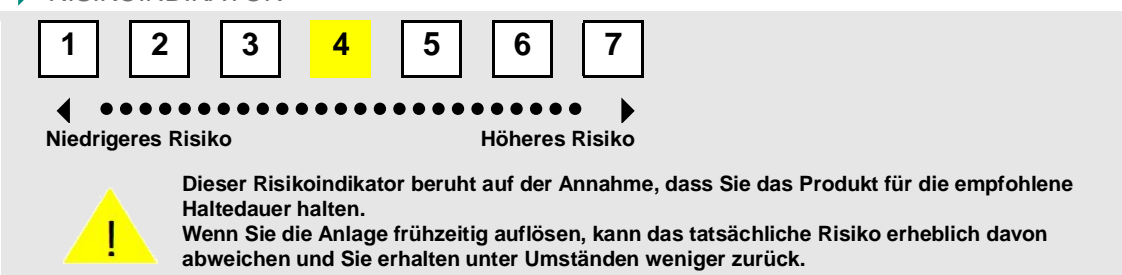 RISIKOINDIKATOR
1 2 3 4 5 6 7
Niedrigeres Risiko Höheres Risiko
Dieser Risikoindikator beruht auf der Annahme, dass Sie das Produkt für die empfohlene
Haltedauer halten.
Wenn Sie die Anlage frühzeitig auflösen, kann das tatsächliche Risiko erheblich davon
abweichen und Sie erhalten unter Umständen weniger zurück.
!